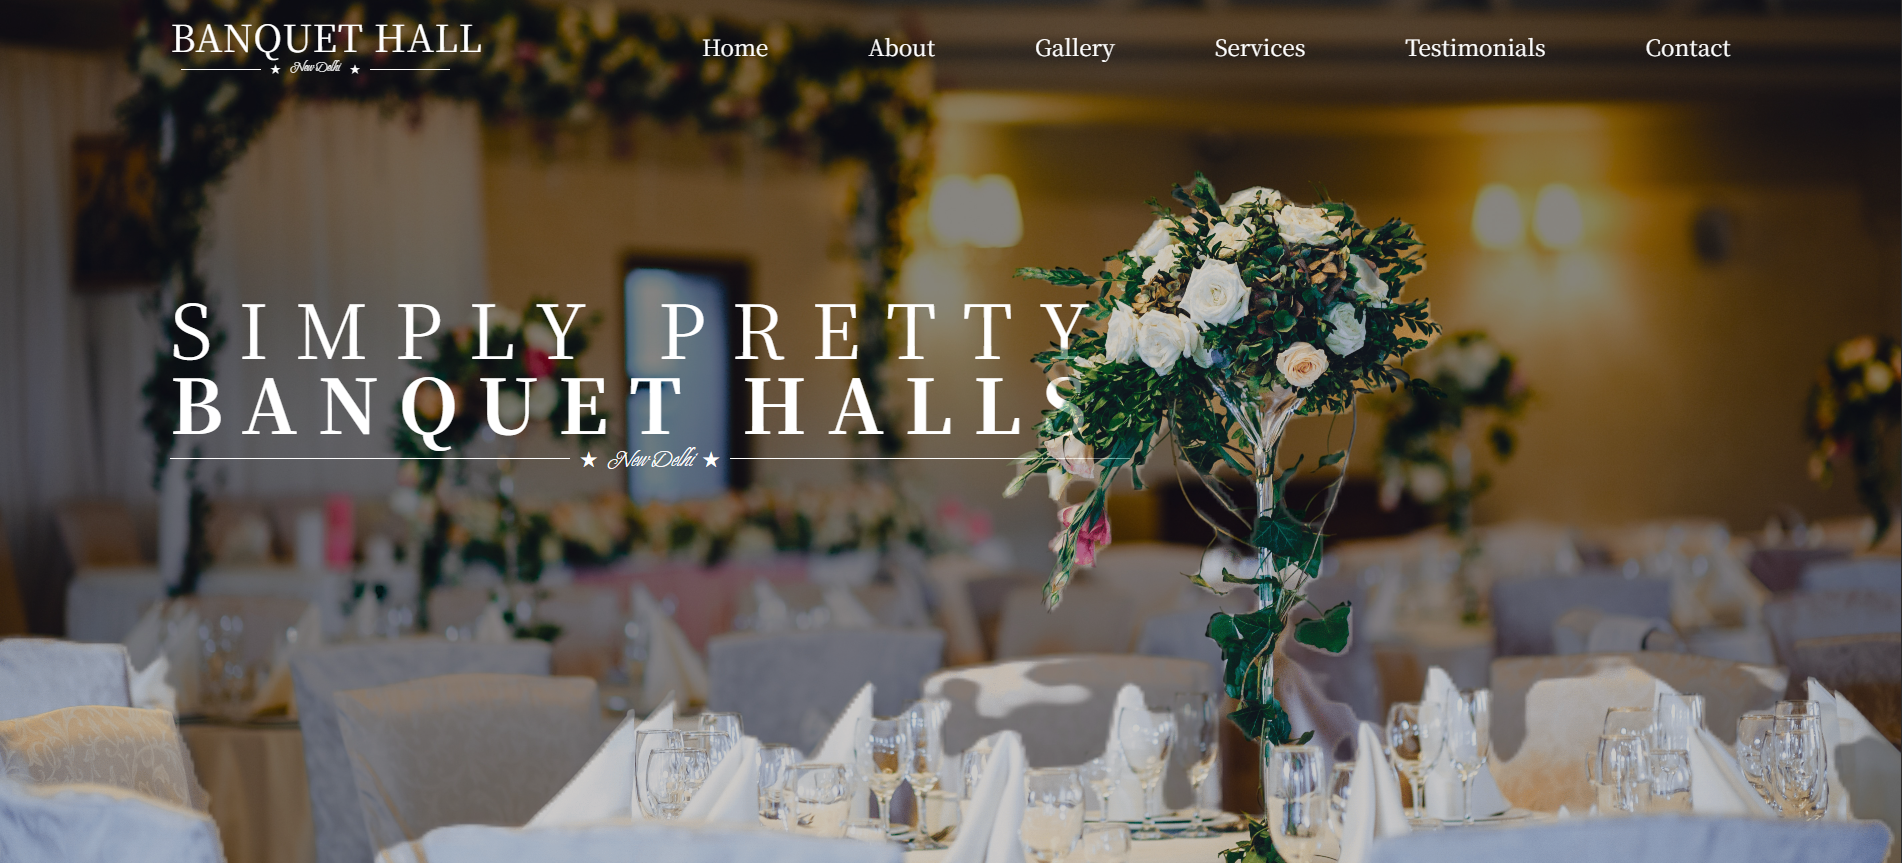 BANQUET HALL
★ New Delhi ★
Home About Gallery Services Testimonials Contact
SIMPLY PRETTY
BANQUET HALLS
★ New Delhi ★